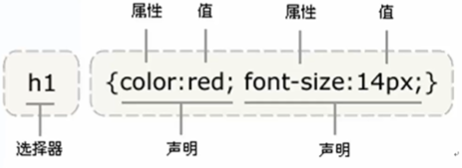 属性 值 属性 值
h1 {color:red; font-size:14px;}
选择器 声明 声明